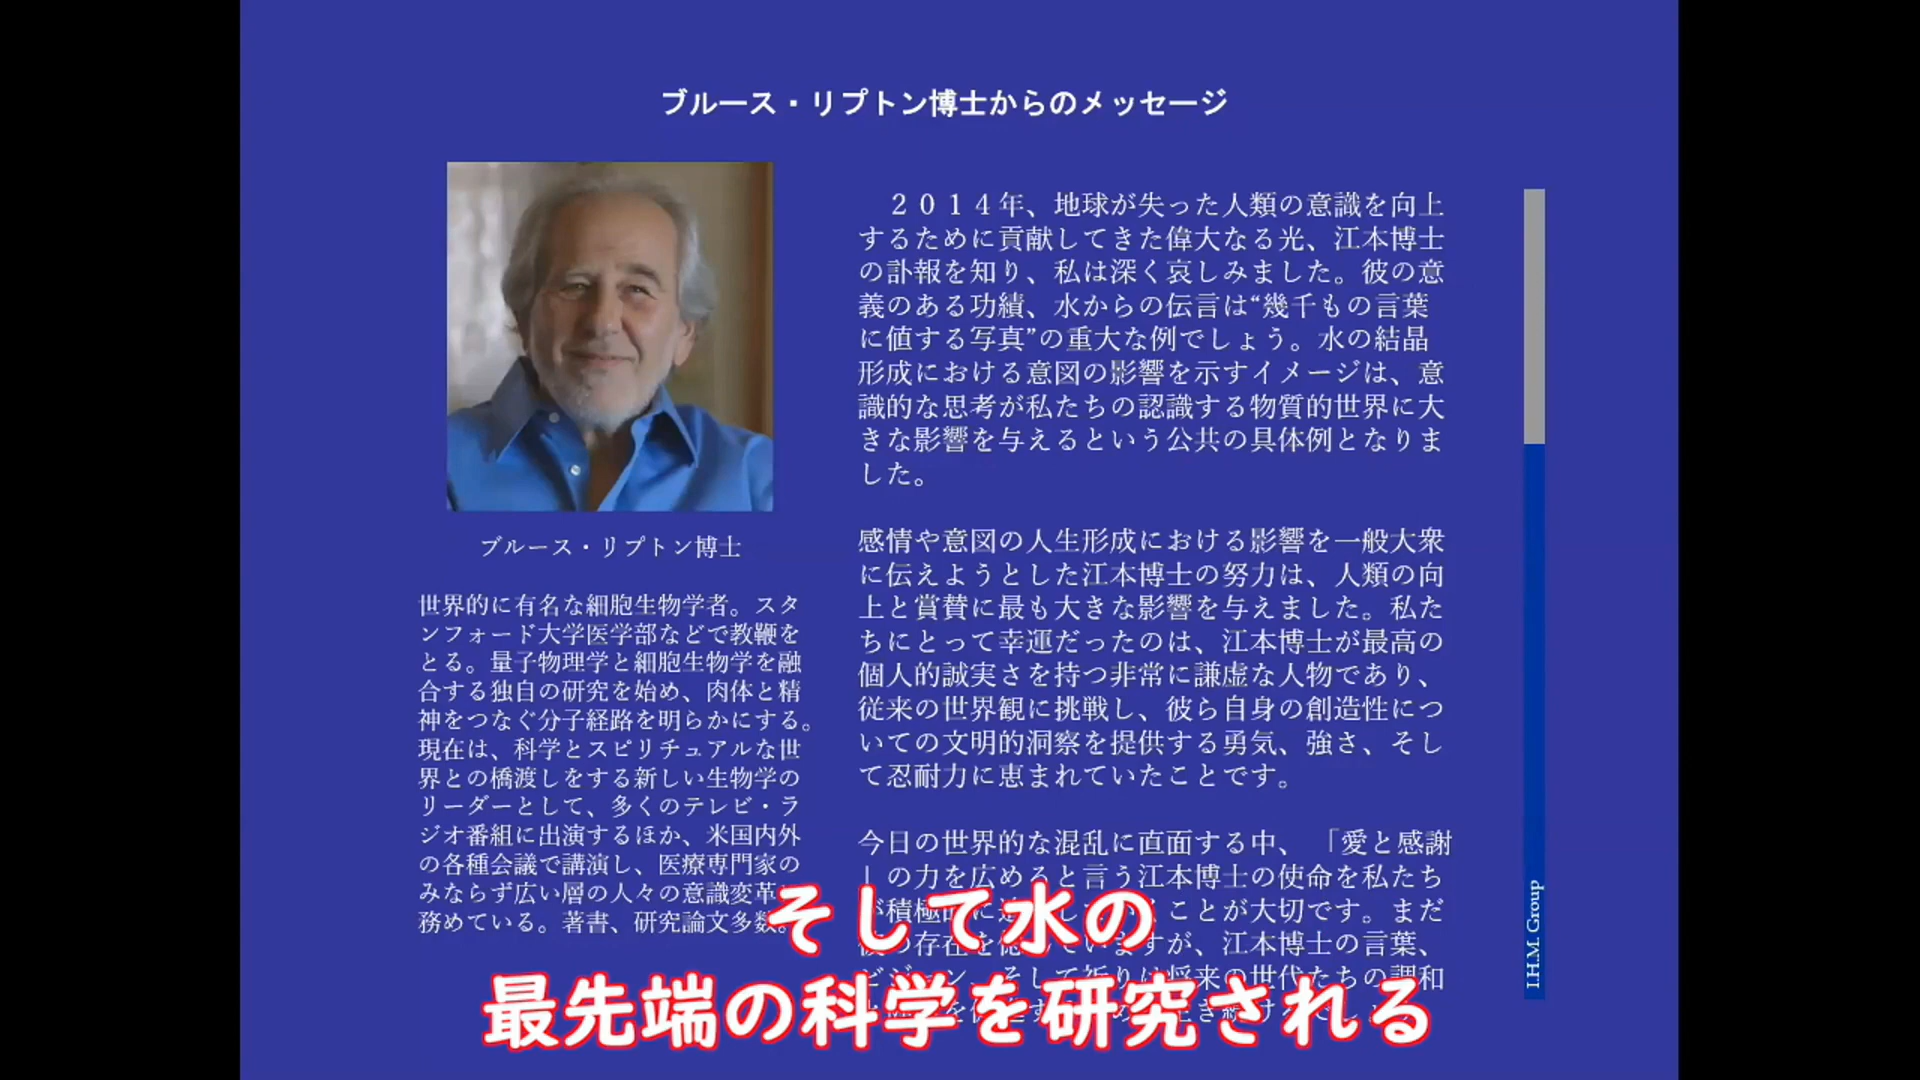 ブルース・リプトン博士からのメッセージ
ブルース・リプトン博士
世界的に有名な細胞生物学者。スタ
ンフォード大学医学部などで教鞭を
とる。量子物理学と細胞生物学を融
合する独自の研究を始め、肉体と精
神をつなぐ分子経路を明らかにする。
現在は、科学とスピリチュアルな世
界との橋渡しをする新しい生物学の
リーダーとして、多くのテレビ・ラ
ジオ番組に出演するほか、米国内外
の各種会議で講演し、医療専門家の
みならず広い層の人々の意識変革
務めている。著書、研究論文多数
２０１４年、地球が失った人類の意識を向上
するために貢献してきた偉大なる光、江本博士
の訃報を知り、私は深く哀しみました。彼の意
義のある功績、水からの伝言は“幾千もの言葉
に値する写真”の重大な例でしょう。水の結晶
形成における意図の影響を示すイメージは、意
識的な思考が私たちの認識する物質的世界に大
きな影響を与えるという公共の具体例となりま
した。
感情や意図の人生形成における影響を一般大衆
に伝えようとした江本博士の努力は、人類の向
上と賞賛に最も大きな影響を与えました。私た
ちにとって幸運だったのは、江本博士が最高の
個人的誠実さを持つ非常に謙虚な人物であり、
従来の世界観に挑戦し、彼ら自身の創造性につ
いての文明的洞察を提供する勇気、強さ、そし
て忍耐力に恵まれていたことです。
今日の世界的な混乱に直面する中、「愛と感謝
」の力を広めると言う江本博士の使命を私たち
が積極 ことが大切です。まだ
の存在を ていますが、江本博士の言葉、
ビジョン、そして祈りは将来の世代たちの調和
I.H.M. Group
そして水の
最先端の科学を研究される